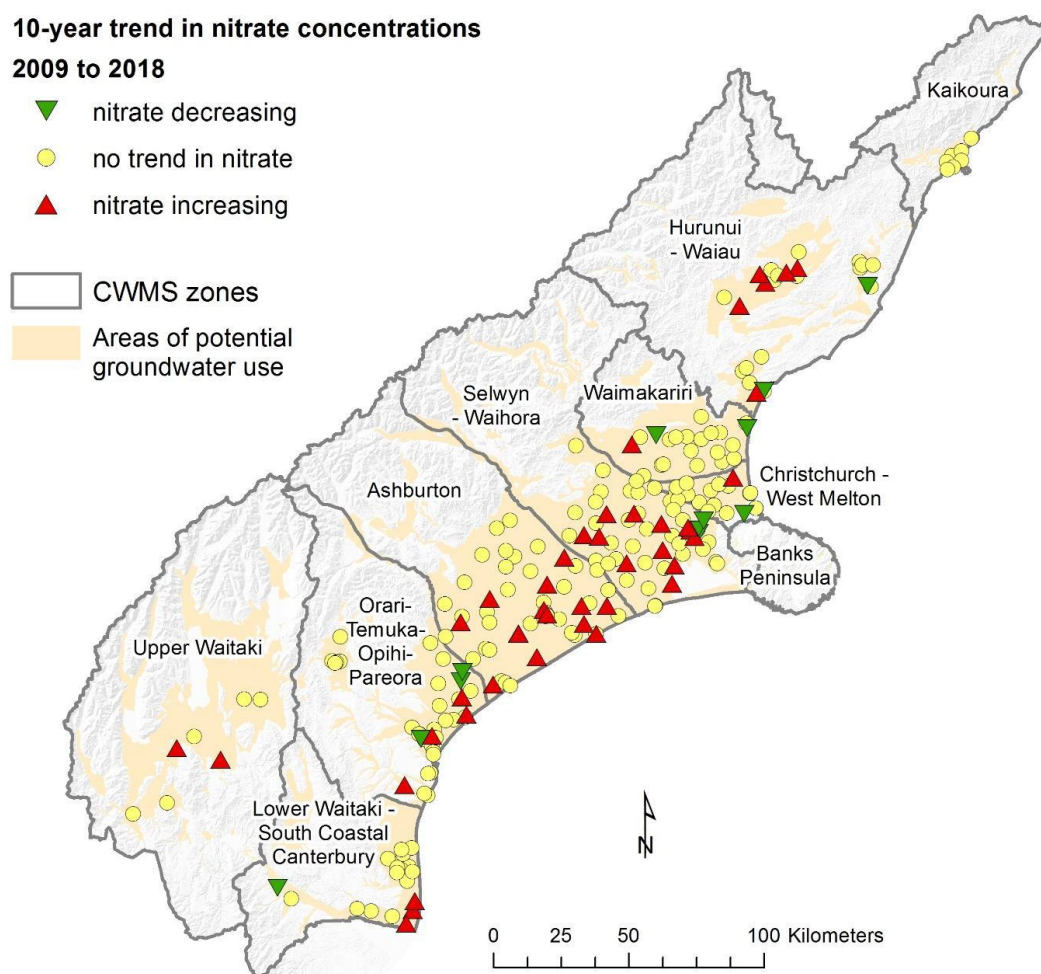 10-year trend in nitrate concentrations
2009 to 2018
nitrate decreasing
no trend in nitrate
nitrate increasing
CWMS zones
Areas of potential
groundwater use
Kaikoura
Hurunui
- Waiau
Waimakariri
Selwyn
- Waihora
Christchurch -
West Melton
Ashburton
Banks
Peninsula
Orari-
Temuka-
Opihi-
Pareora
Upper Waitaki
Lower Waitaki -
South Coastal
Canterbury
N
0 25 50 100 Kilometers